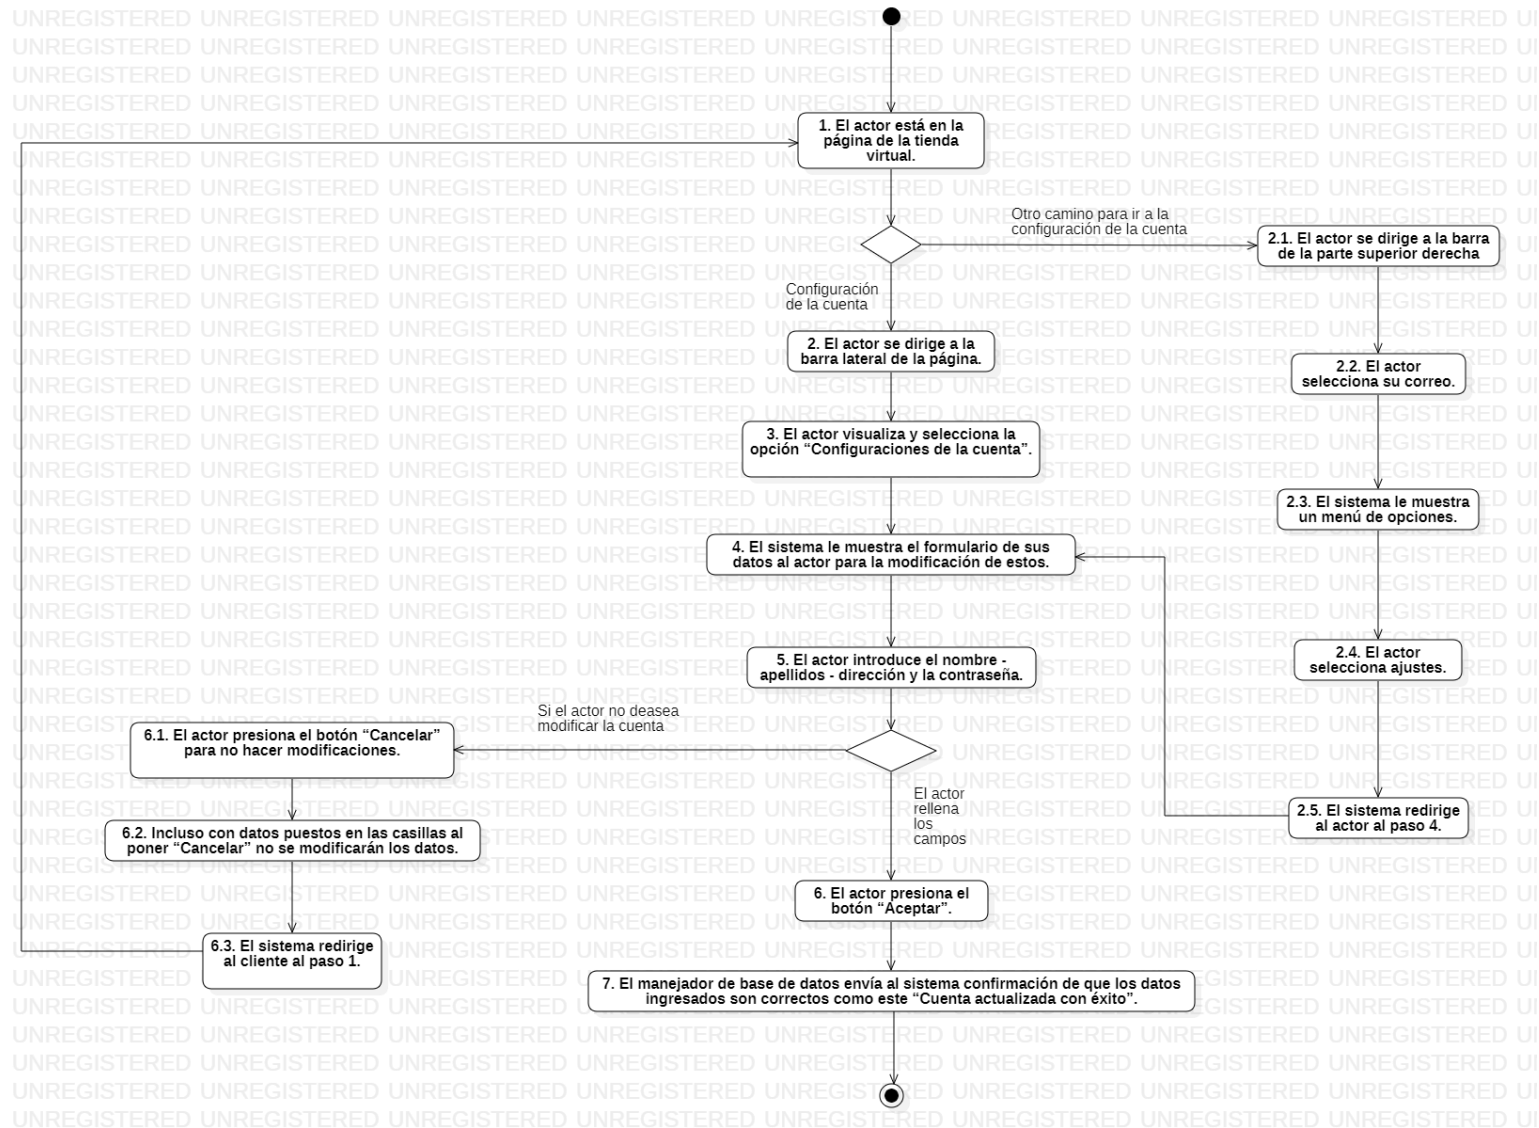 1. El actor está en la
página de la tienda
virtual.
Otro camino para ir a la
configuración de la cuenta
2.1. El actor se dirige a la barra
de la parte superior derecha
Configuración
de la cuenta
2. El actor se dirige a la
barra lateral de la página.
2.2. El actor
selecciona su correo.
3. El actor visualiza y selecciona la
opción “Configuraciones de la cuenta”.
2.3. El sistema le muestra
un menú de opciones.
4. El sistema le muestra el formulario de sus
datos al actor para la modificación de estos.
2.4. El actor
selecciona ajustes.
5. El actor introduce el nombre -
apellidos - dirección y la contraseña.
Si el actor no deasea
modificar la cuenta
6.1. El actor presiona el botón “Cancelar”
para no hacer modificaciones.
El actor
rellena
los
campos
2.5. El sistema redirige
al actor al paso 4.
6.2. Incluso con datos puestos en las casillas al
poner “Cancelar” no se modificarán los datos.
6. El actor presiona el
botón “Aceptar”.
6.3. El sistema redirige
al cliente al paso 1.
7. El manejador de base de datos envía al sistema confirmación de que los datos
ingresados son correctos como este “Cuenta actualizada con éxito”.
UNREGISTERED